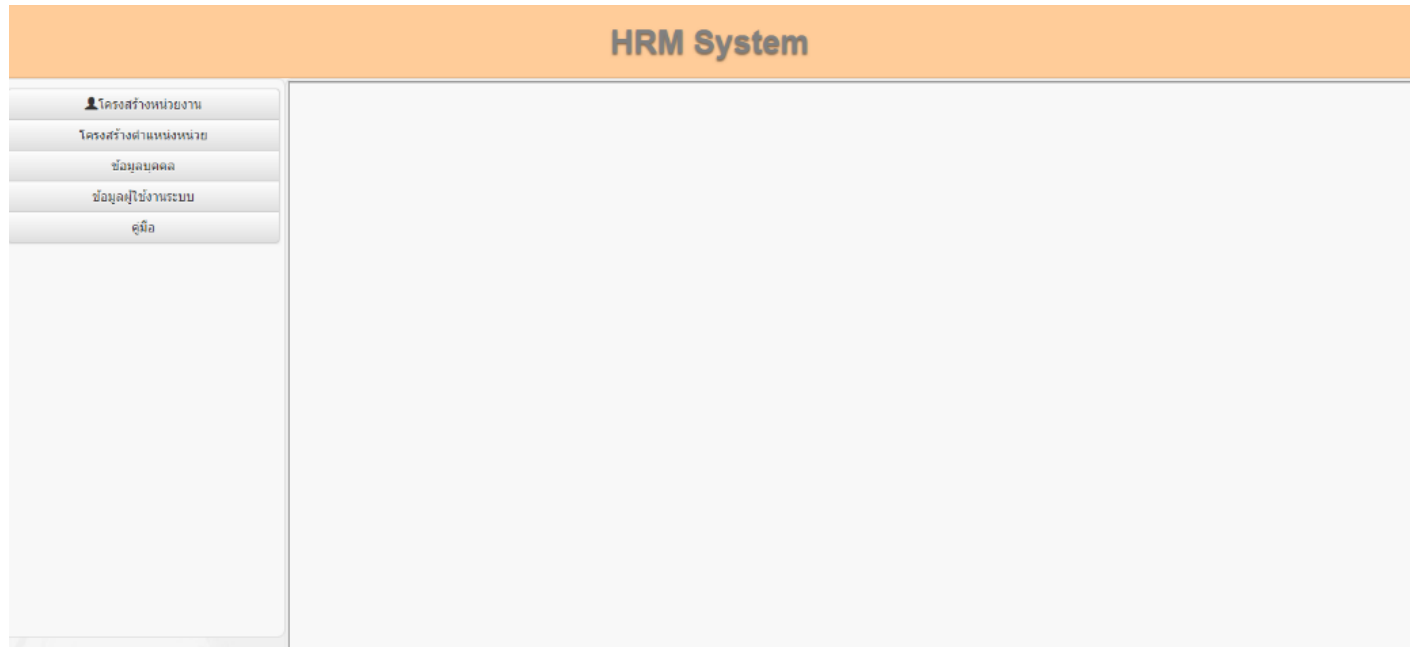 HRM System
โครงสร้างหน่วยงาน
โครงสร้างตำแหน่งหน่วย
ข้อมูลบุคคล
ข้อมูลผู้ใช้งานระบบ
คู่มือ